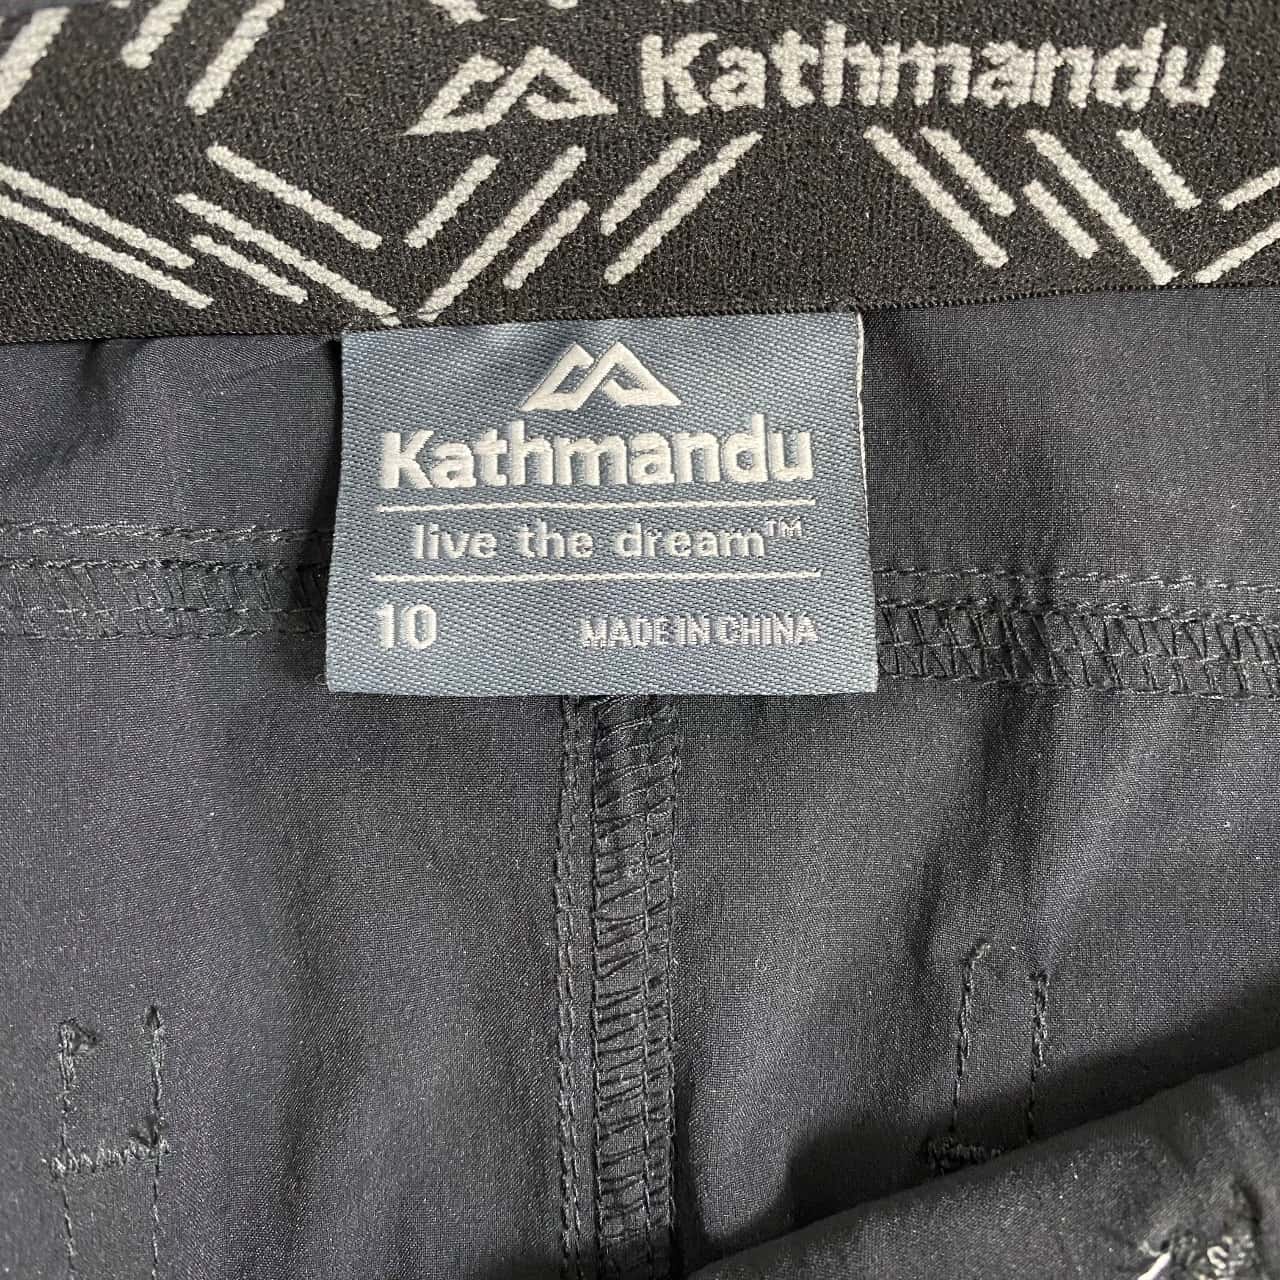 Kathmandu
Kathmandu
live the dream™
10 MADE IN CHINA